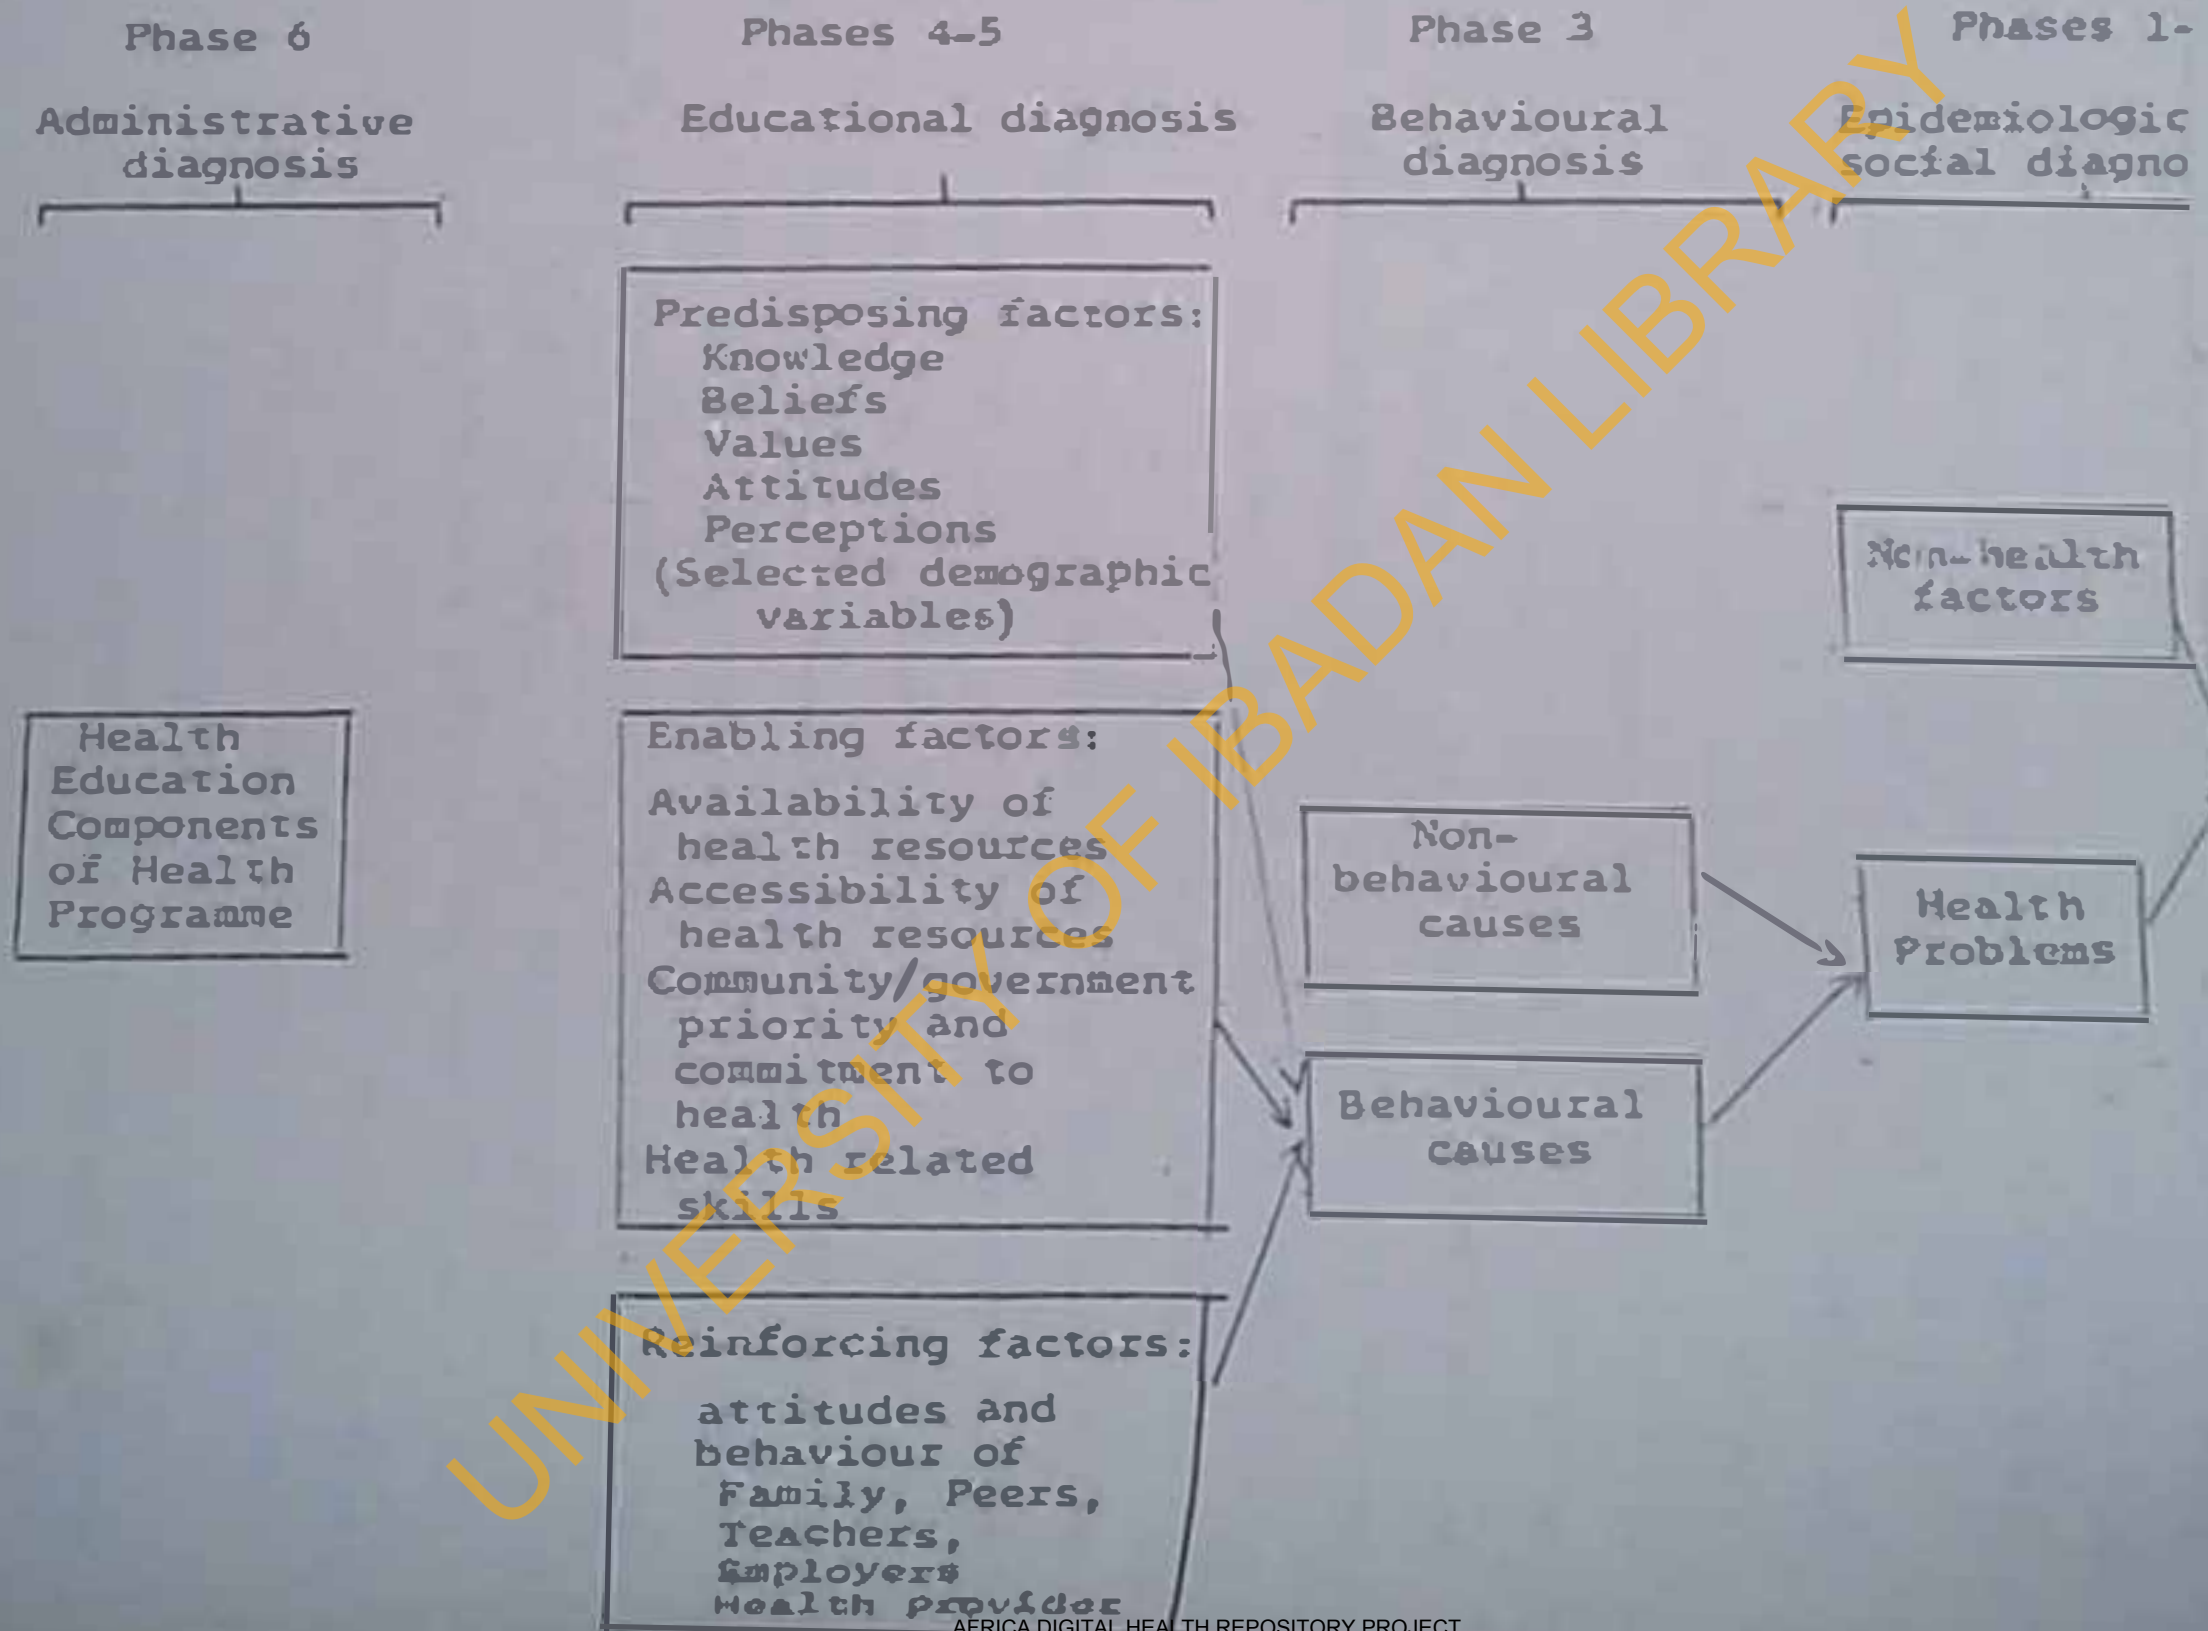 Phase 6
Administrative
diagnosis
Health
Education
Components
of Health
Programme
Phases 4-5
Educational diagnosis
Predisposing factors:
Knowledge
Beliefs
Values
Attitudes
Perceptions
(Selected demographic
variables)
Enabling factors:
Availability of
health resources
Accessibility of
health resources
Community/government
priority and
commitment to
health
Health related
skills
Reinforcing factors:
attitudes and
behaviour of
Family, Peers,
Teachers,
Employers
Health provider
Phase 3
Behavioural
diagnosis
Non-
behavioural
causes
Behavioural
causes
Phases 1-
Epidemiologic
social diagno
Non-health
factors
Health
Problems
UNIVERSITY OF IBADAN LIBRARY
AFRICA DIGITAL HEALTH REPOSITORY PROJECT